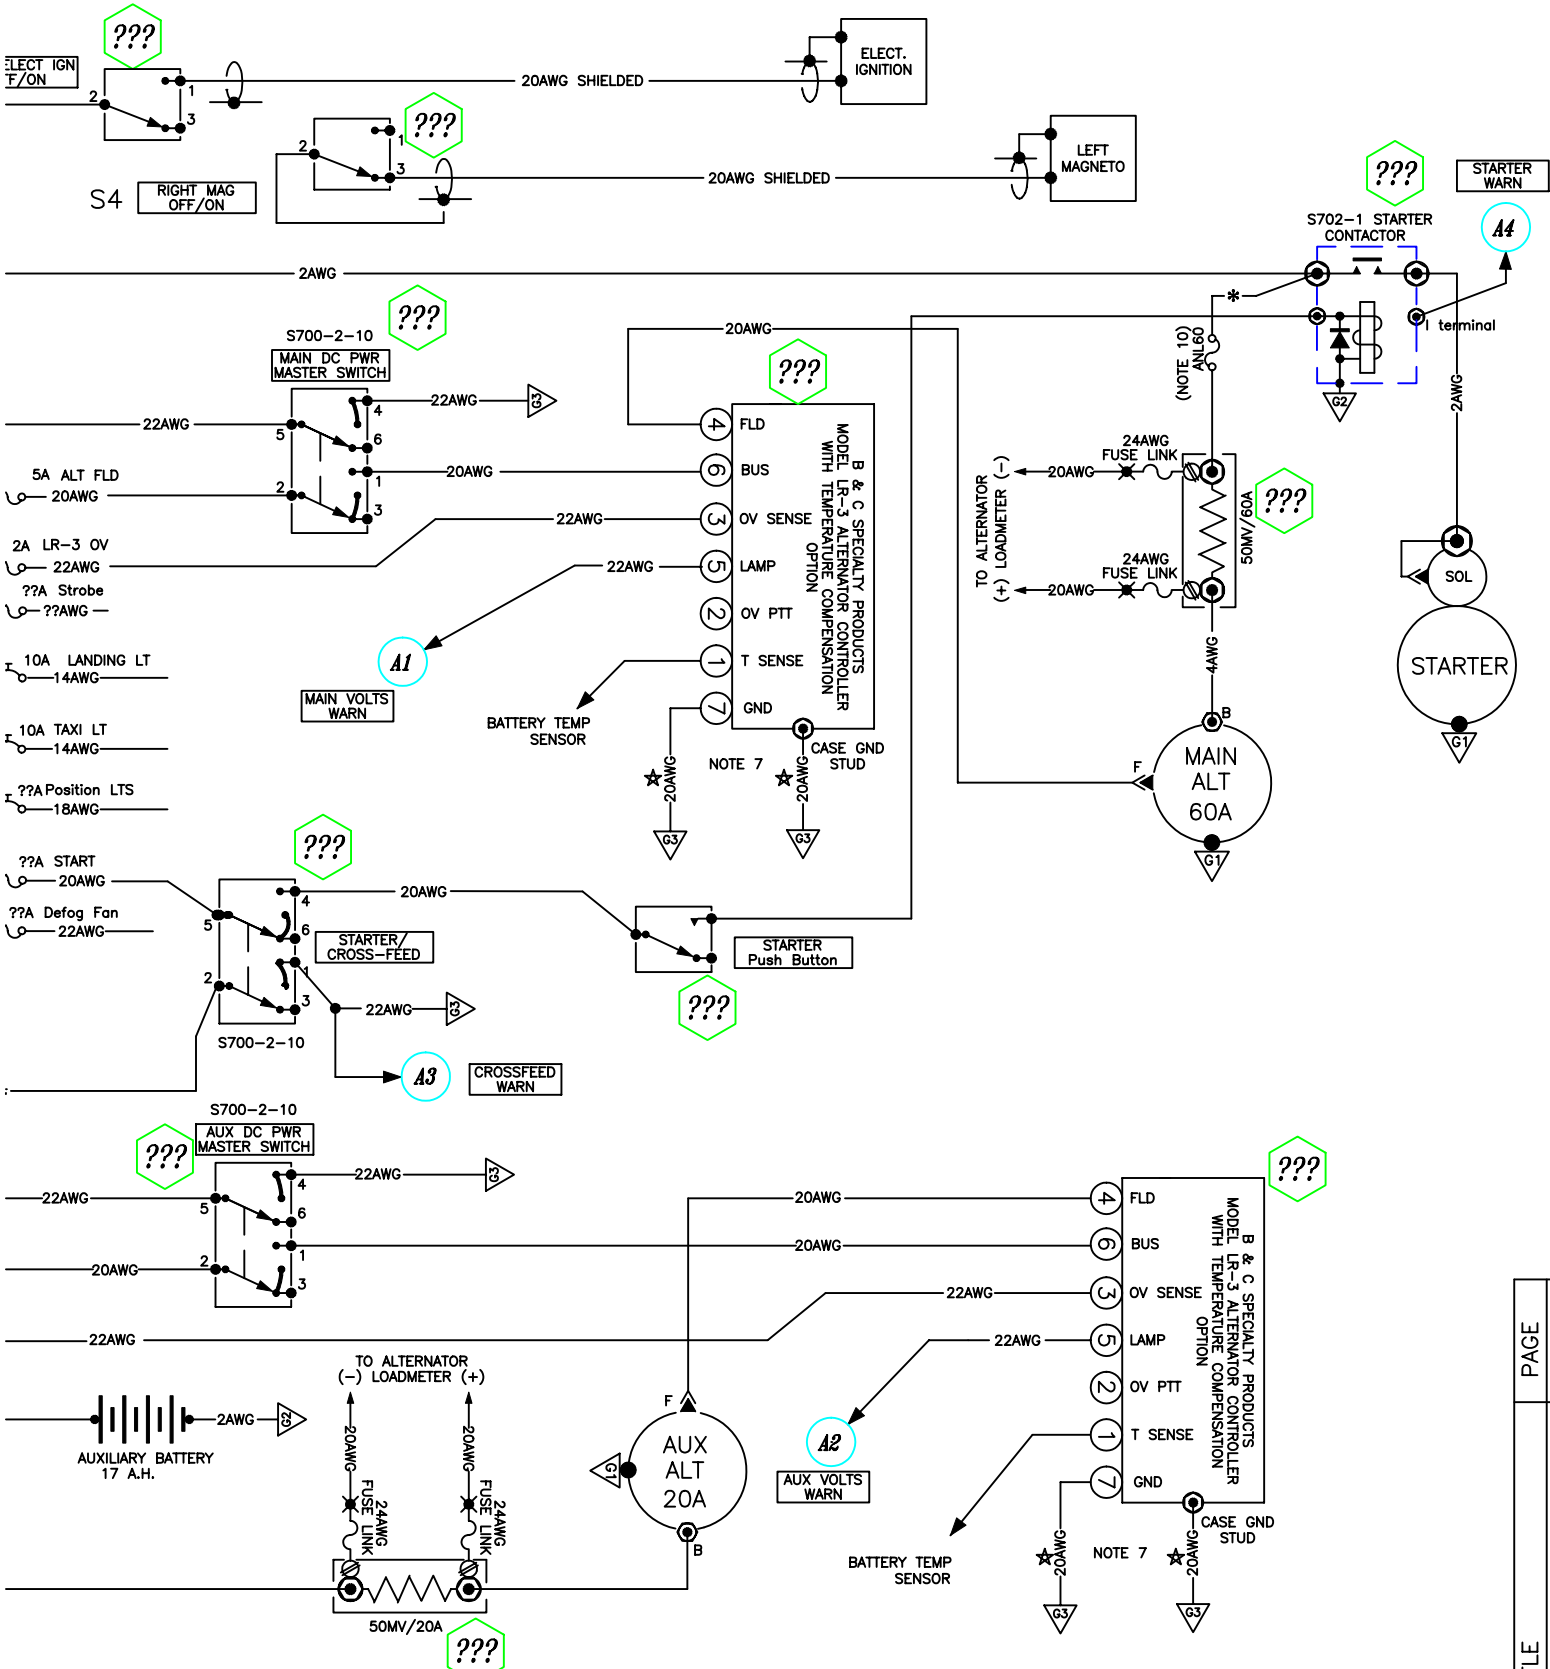 ???
ELECT IGN
FF/ON
2
1
3
20AWG SHIELDED
ELECT.
IGNITION
???
2
1
3
S4
RIGHT MAG
OFF/ON
20AWG SHIELDED
LEFT
MAGNETO
???
STARTER
WARN
A4
S702-1 STARTER
CONTACTOR
2AWG
*
I terminal
G2
2AWG
???
S700-2-10
MAIN DC PWR
MASTER SWITCH
22AWG
G3
22AWG
5
4
6
1
2
3
20AWG
5A ALT FLD
20AWG
2A LR-3 OV
22AWG
??A Strobe
??AWG
10A LANDING LT
14AWG
10A TAXI LT
14AWG
??A Position LTS
18AWG
??A START
20AWG
??A Defog Fan
22AWG
20AWG
???
4 FLD
6 BUS
3 OV SENSE
5 LAMP
2 OV PTT
1 T SENSE
7 GND
B & C SPECIALTY PRODUCTS
MODEL LR-3 ALTERNATOR CONTROLLER
WITH TEMPERATURE COMPENSATION
OPTION
22AWG
22AWG
A1
MAIN VOLTS
WARN
BATTERY TEMP
SENSOR
NOTE 7
CASE GND
STUD
20AWG
G3
20AWG
G3
(NOTE 10)
ANL60
24AWG
FUSE LINK
20AWG
TO ALTERNATOR
(+) LOADMETER (-)
24AWG
FUSE LINK
20AWG
50MV/60A
???
4AWG
B
F
MAIN
ALT
60A
G1
SOL
STARTER
G1
???
5
4
6
2
1
3
STARTER/
CROSS-FEED
S700-2-10
20AWG
22AWG
G3
A3
CROSSFEED
WARN
STARTER
Push Button
???
S700-2-10
AUX DC PWR
MASTER SWITCH
???
22AWG
5
4
6
22AWG
G3
20AWG
2
1
3
20AWG
20AWG
22AWG
22AWG
22AWG
???
4 FLD
6 BUS
3 OV SENSE
5 LAMP
2 OV PTT
1 T SENSE
7 GND
B & C SPECIALTY PRODUCTS
MODEL LR-3 ALTERNATOR CONTROLLER
WITH TEMPERATURE COMPENSATION
OPTION
A2
AUX VOLTS
WARN
BATTERY TEMP
SENSOR
NOTE 7
CASE GND
STUD
20AWG
G3
20AWG
G3
AUXILIARY BATTERY
17 A.H.
2AWG
G2
TO ALTERNATOR
(-) LOADMETER (+)
20AWG
24AWG
FUSE LINK
20AWG
24AWG
FUSE LINK
50MV/20A
???
F
AUX
ALT
20A
G1
B
PAGE
LE